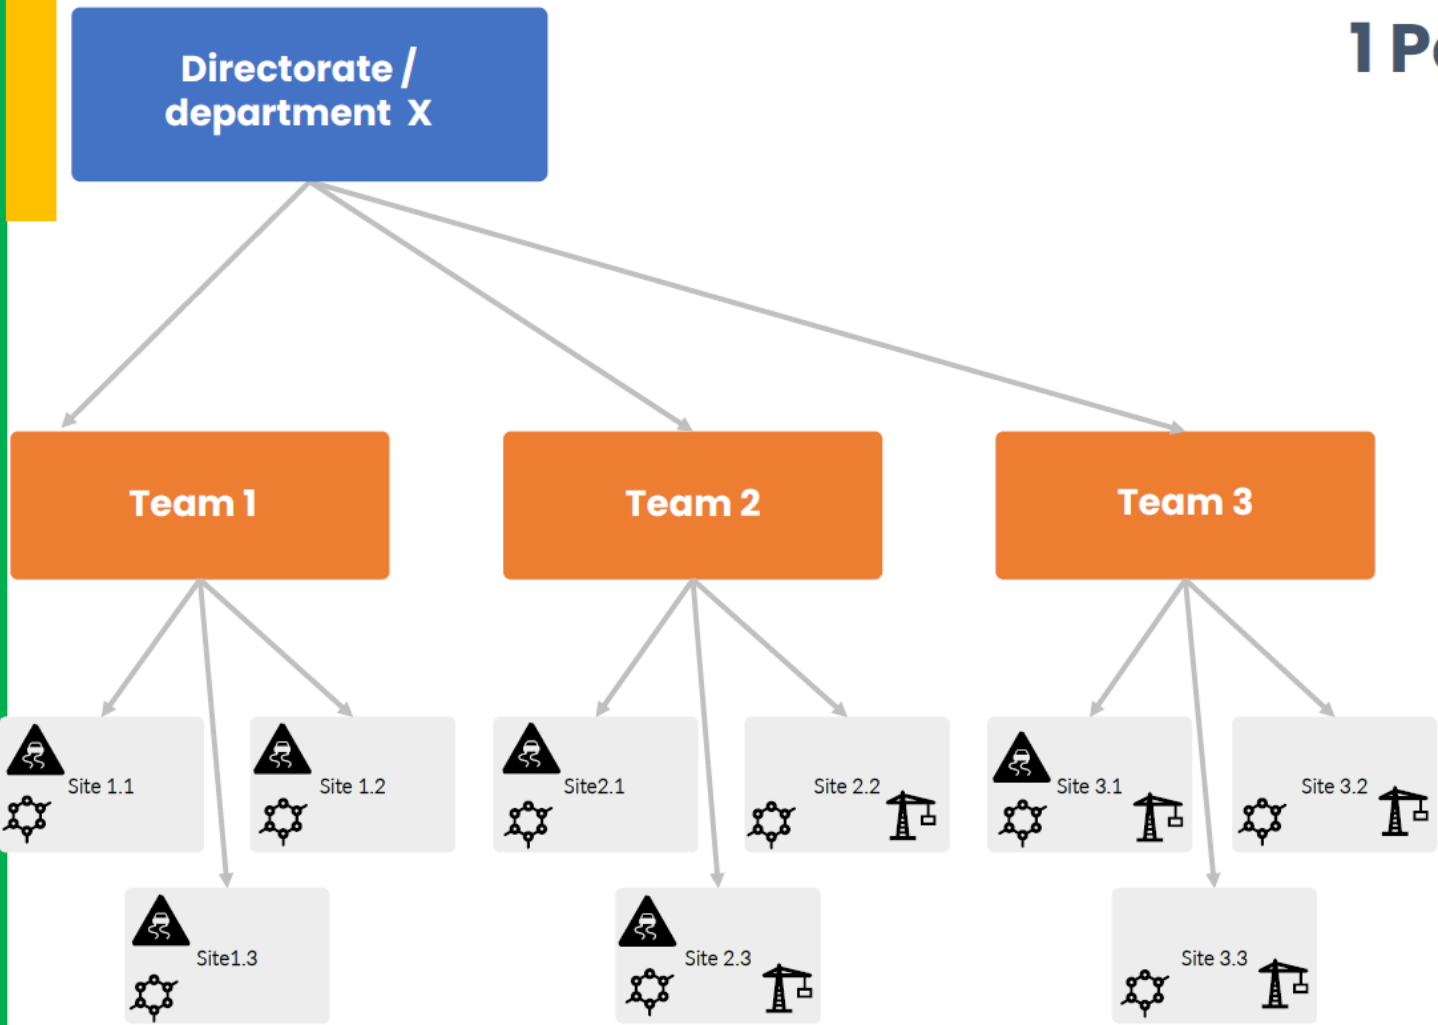 1
Directorate /
department X
Team 1
Team 2
Team 3
Site 1.1
Site 1.2
Site2.1
Site 2.2
Site 3.1
Site 3.2
Site1.3
Site 2.3
Site 3.3